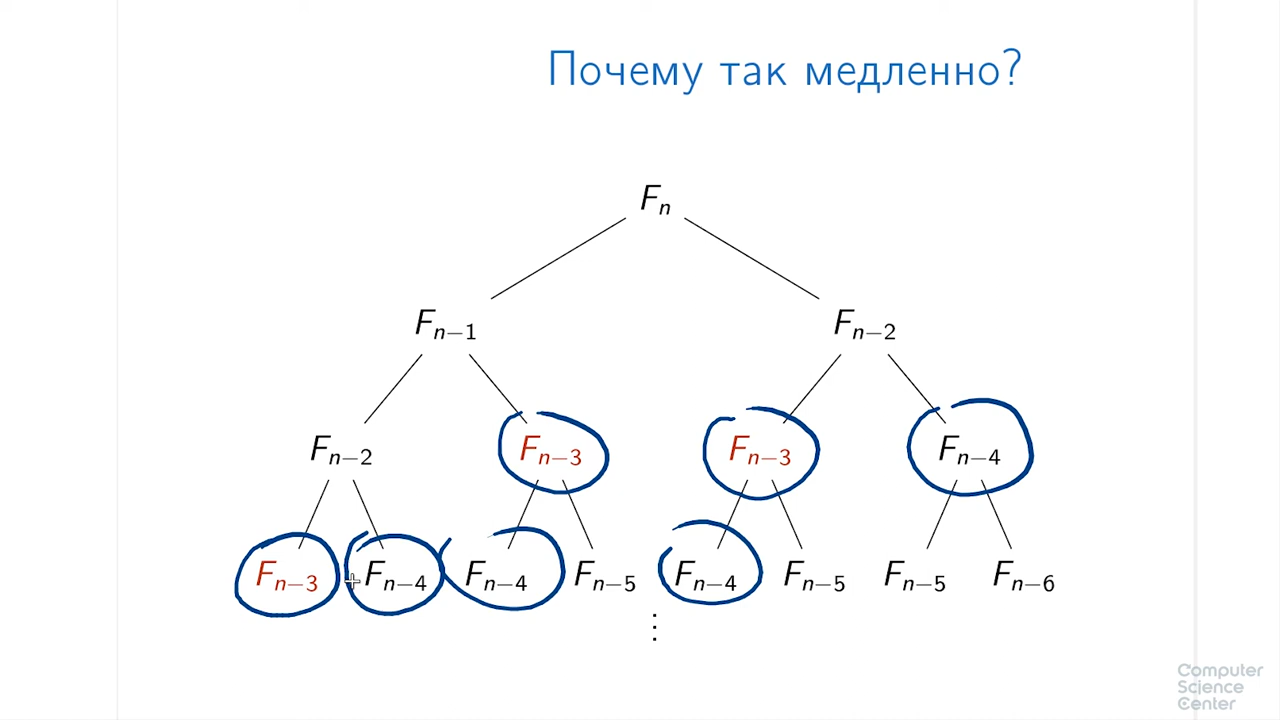 Почему так медленно?
Fₙ
Fₙ₋₁ Fₙ₋₂
Fₙ₋₂ Fₙ₋₃ Fₙ₋₃ Fₙ₋₄
Fₙ₋₃ Fₙ₋₄ Fₙ₋₄ Fₙ₋₅ Fₙ₋₄ Fₙ₋₅ Fₙ₋₅ Fₙ₋₆
⋮
Computer
Science
Center